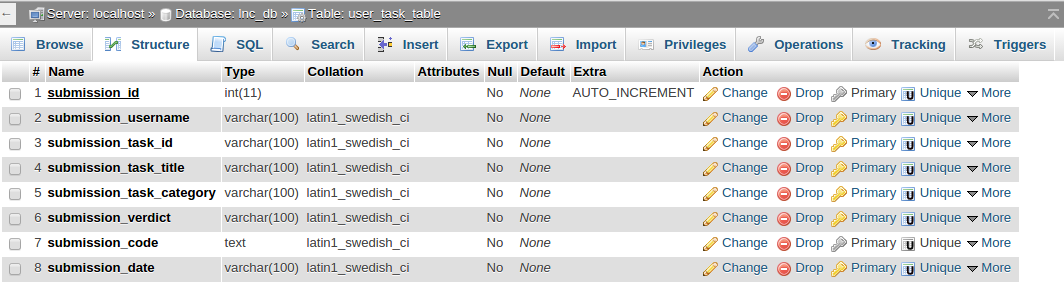 Server: localhost » Database: lnc_db » Table: user_task_table
Browse Structure SQL Search Insert Export Import Privileges Operations Tracking Triggers
# Name Type Collation Attributes Null Default Extra Action
1 submission_id int(11) No None AUTO_INCREMENT Change Drop Primary Unique More
2 submission_username varchar(100) latin1_swedish_ci No None Change Drop Primary Unique More
3 submission_task_id varchar(100) latin1_swedish_ci No None Change Drop Primary Unique More
4 submission_task_title varchar(100) latin1_swedish_ci No None Change Drop Primary Unique More
5 submission_task_category varchar(100) latin1_swedish_ci No None Change Drop Primary Unique More
6 submission_verdict varchar(100) latin1_swedish_ci No None Change Drop Primary Unique More
7 submission_code text latin1_swedish_ci No None Change Drop Primary Unique More
8 submission_date varchar(100) latin1_swedish_ci No None Change Drop Primary Unique More